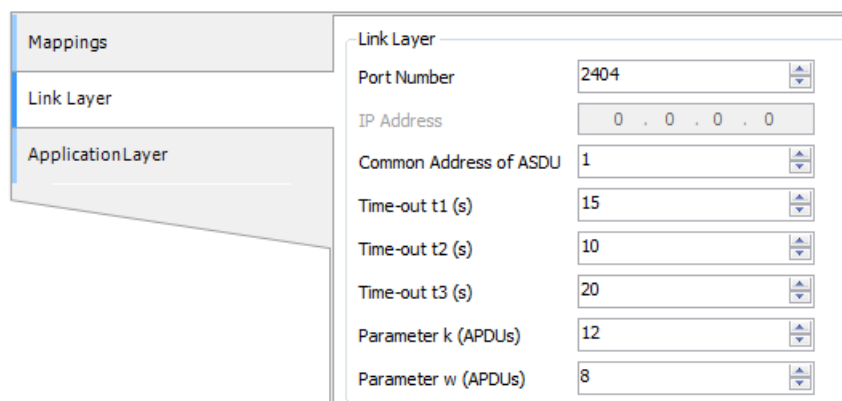 Mappings
Link Layer
ApplicationLayer
Link Layer
Port Number 2404
IP Address 0 . 0 . 0 . 0
Common Address of ASDU 1
Time-out t1 (s) 15
Time-out t2 (s) 10
Time-out t3 (s) 20
Parameter k (APDUs) 12
Parameter w (APDUs) 8